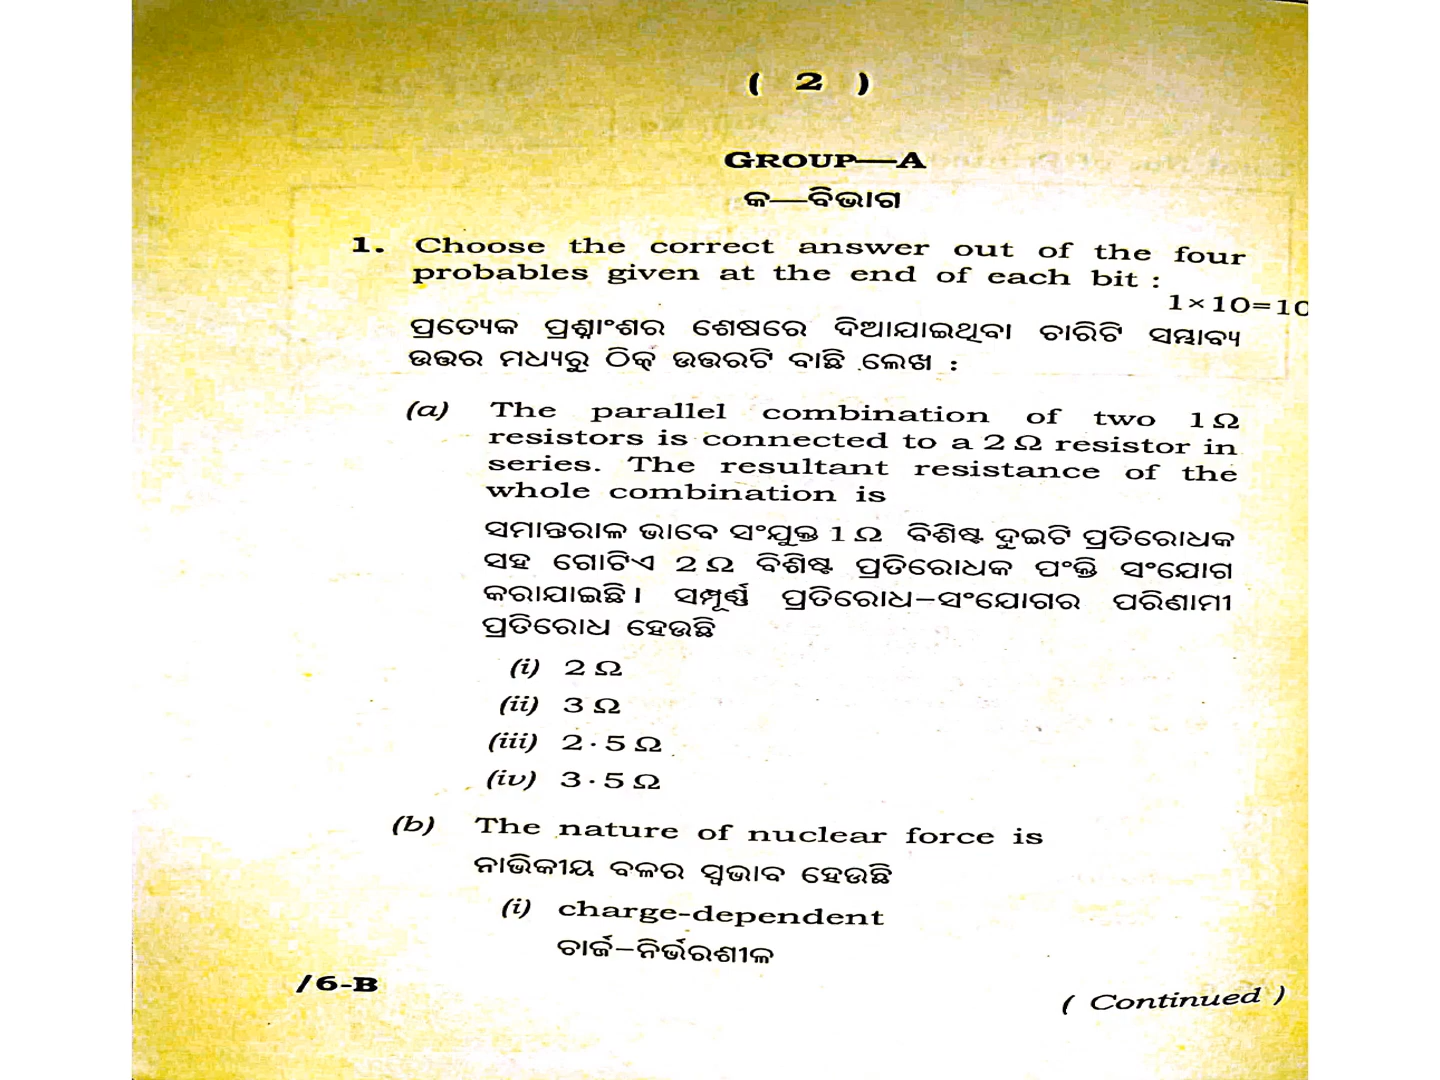 ( 2 )
GROUP—A
କ—ବିଭାଗ
1. Choose the correct answer out of the four
probables given at the end of each bit :
1×10=10
ପ୍ରତ୍ୟେକ ପ୍ରଶ୍ନାଂଶର ଶେଷରେ ଦିଆଯାଇଥିବା ଚାରିଟି ସମ୍ଭାବ୍ୟ
ଉତ୍ତର ମଧ୍ୟରୁ ଠିକ୍ ଉତ୍ତରଟି ବାଛି ଲେଖ :
(a) The parallel combination of two 1 Ω
resistors is connected to a 2 Ω resistor in
series. The resultant resistance of the
whole combination is
ସମାନ୍ତରାଳ ଭାବେ ସଂଯୁକ୍ତ 1 Ω ବିଶିଷ୍ଟ ଦୁଇଟି ପ୍ରତିରୋଧକ
ସହ ଗୋଟିଏ 2 Ω ବିଶିଷ୍ଟ ପ୍ରତିରୋଧକ ପଂକ୍ତି ସଂଯୋଗ
କରାଯାଇଛି। ସମ୍ପୂର୍ଣ୍ଣ ପ୍ରତିରୋଧ–ସଂଯୋଗର ପରିଣାମୀ
ପ୍ରତିରୋଧ ହେଉଛି
(i) 2 Ω
(ii) 3 Ω
(iii) 2·5 Ω
(iv) 3·5 Ω
(b) The nature of nuclear force is
ନାଭିକୀୟ ବଳର ସ୍ୱଭାବ ହେଉଛି
(i) charge-dependent
ଚାର୍ଜ–ନିର୍ଭରଶୀଳ
/6-B
( Continued )